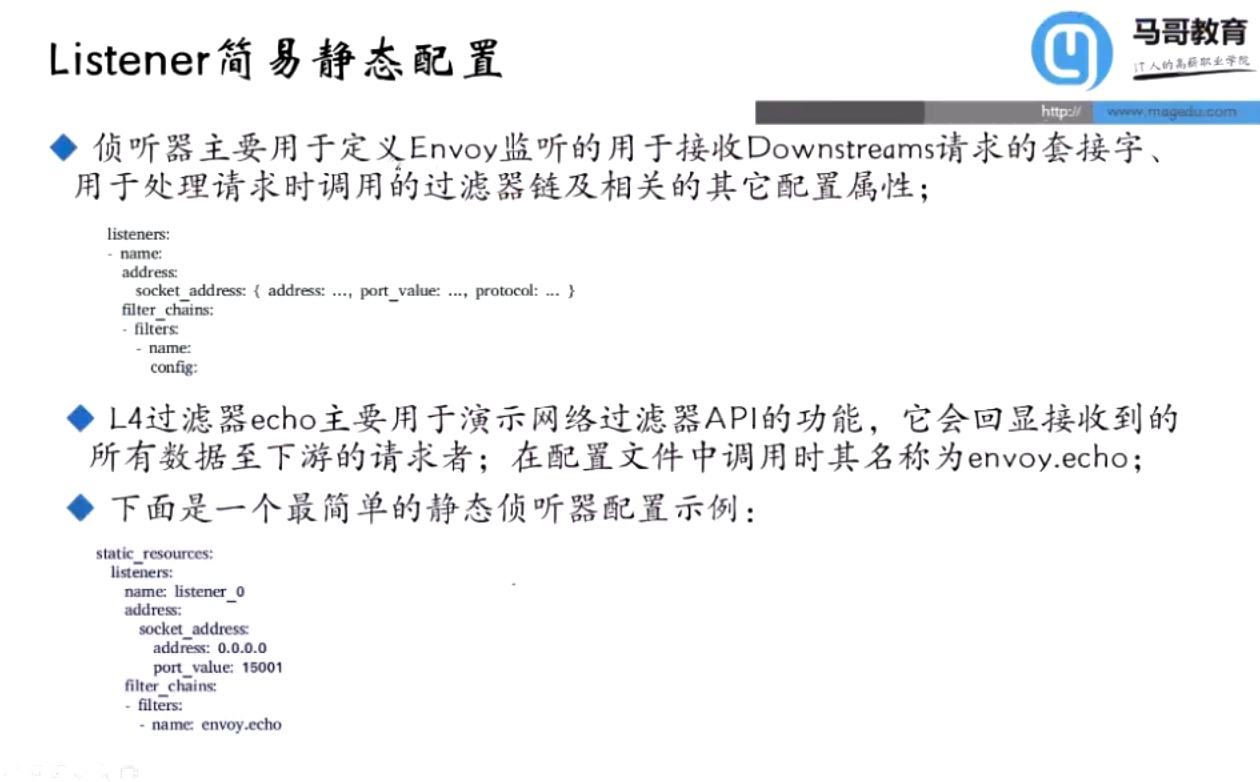 Listener简易静态配置
马哥教育
IT人的高薪职业学院
http:// www.magedu.com
侦听器主要用于定义Envoy监听的用于接收Downstreams请求的套接字、
用于处理请求时调用的过滤器链及相关的其它配置属性；
listeners:
- name:
address:
socket_address: { address: ..., port_value: ..., protocol: ... }
filter_chains:
- filters:
- name:
config:
L4过滤器echo主要用于演示网络过滤器API的功能，它会回显接收到的
所有数据至下游的请求者；在配置文件中调用时其名称为envoy.echo；
下面是一个最简单的静态侦听器配置示例：
static_resources:
listeners:
name: listener_0
address:
socket_address:
address: 0.0.0.0
port_value: 15001
filter_chains:
- filters:
- name: envoy.echo